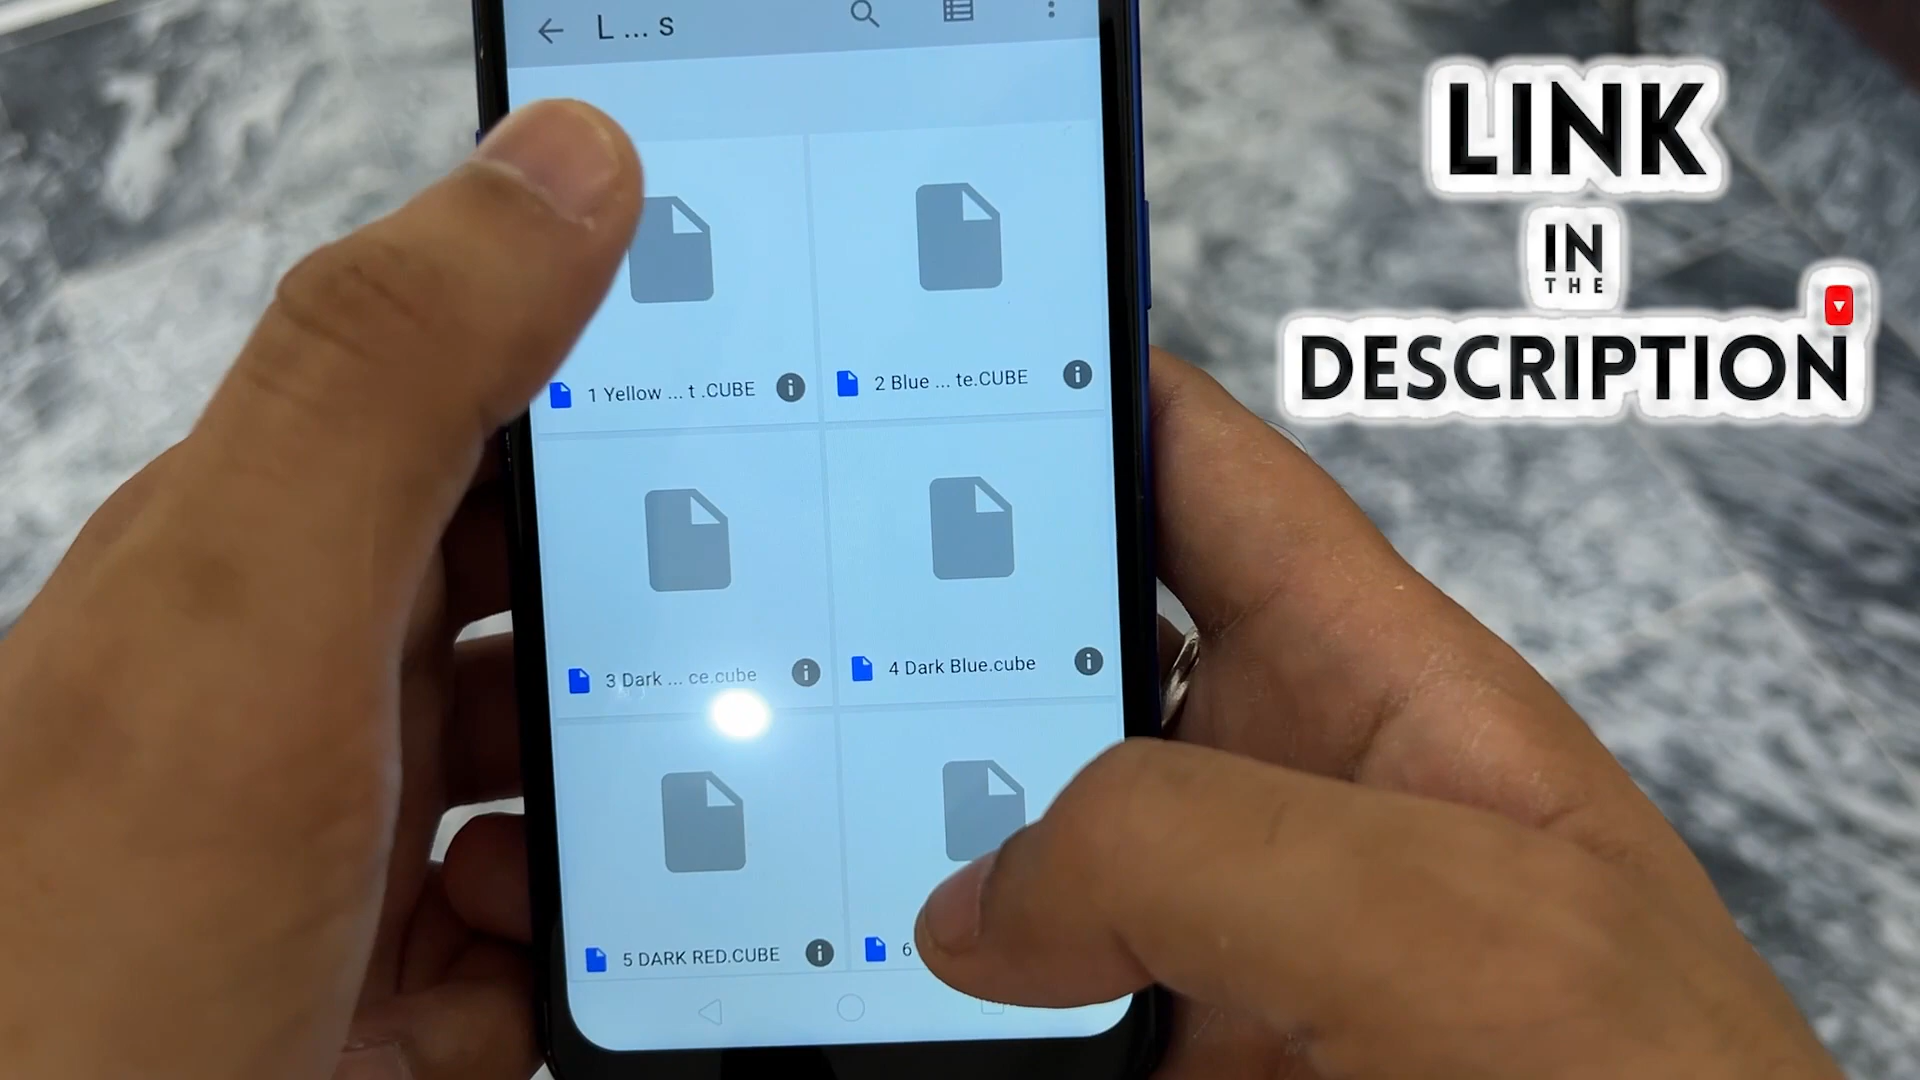 L ... s
LINK
IN
THE
DESCRIPTION
1 Yellow ... t .CUBE
2 Blue ... te.CUBE
3 Dark ... ce.cube
4 Dark Blue.cube
5 DARK RED.CUBE
6